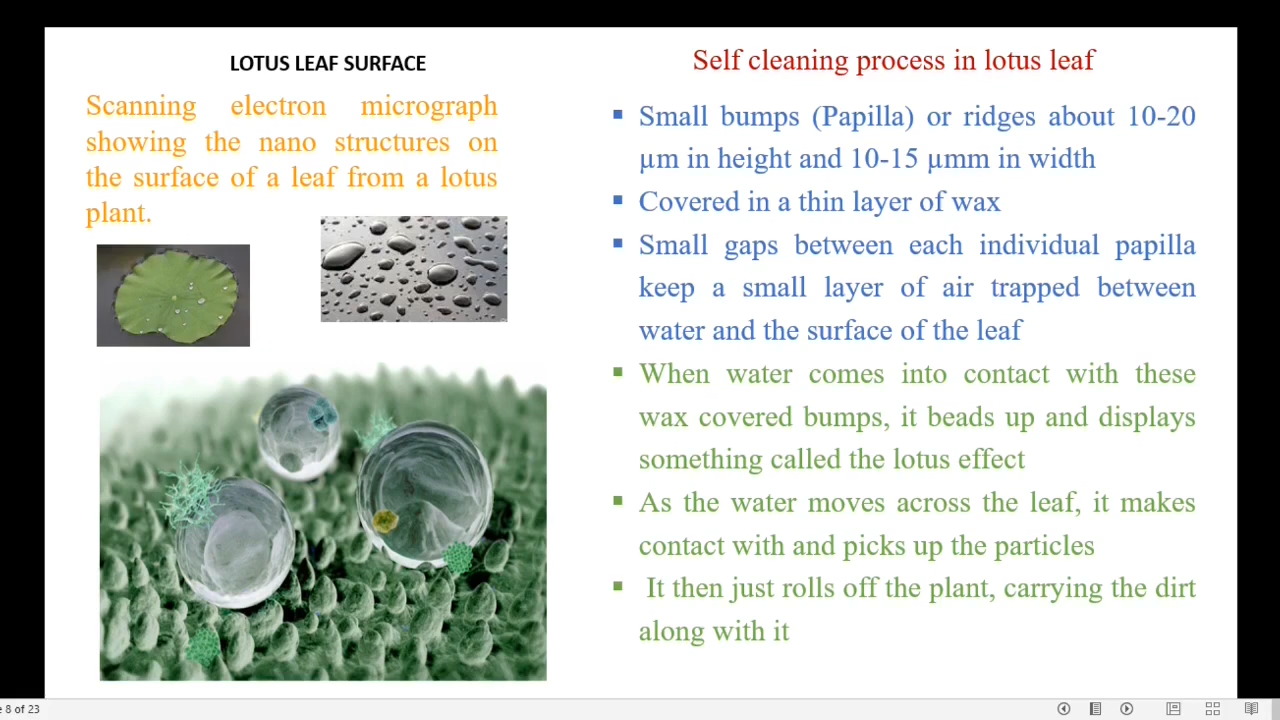 LOTUS LEAF SURFACE
Scanning electron micrograph
showing the nano structures on
the surface of a leaf from a lotus
plant.
Self cleaning process in lotus leaf
▪ Small bumps (Papilla) or ridges about 10-20
µm in height and 10-15 µmm in width
▪ Covered in a thin layer of wax
▪ Small gaps between each individual papilla
keep a small layer of air trapped between
water and the surface of the leaf
▪ When water comes into contact with these
wax covered bumps, it beads up and displays
something called the lotus effect
▪ As the water moves across the leaf, it makes
contact with and picks up the particles
▪ It then just rolls off the plant, carrying the dirt
along with it
8 of 23